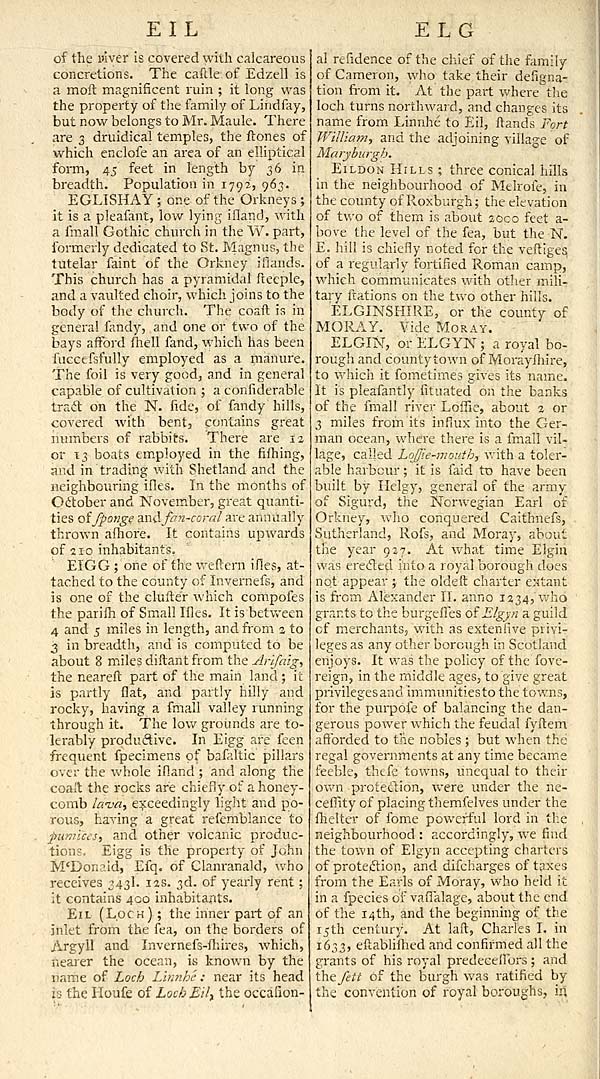 EIL
ELG
of the river is covered with calcareous
concretions. The caſtle of Edzell is
a moſt magnificent ruin ; it long was
the property of the family of Lindſay,
but now belongs to Mr. Maule. There
are 3 druidical temples, the ſtones of
which encloſe an area of an elliptical
form, 45 feet in length by 36 in
breadth. Population in 1792, 963.
EGLISHAY ; one of the Orkneys ;
it is a pleaſant, low lying iſland, with
a ſmall Gothic church in the W. part,
formerly dedicated to St. Magnus, the
tutelar ſaint of the Orkney iſlands.
This church has a pyramidal ſteeple,
and a vaulted choir, which joins to the
body of the church. The coaſt is in
general ſandy, and one or two of the
bays afford ſhell ſand, which has been
ſucceſsfully employed as a manure.
The ſoil is very good, and in general
capable of cultivation ; a conſiderable
tract on the N. ſide, of ſandy hills,
covered with bent, contains great
numbers of rabbits. There are 12
or 13 boats employed in the fiſhing,
and in trading with Shetland and the
neighbouring iſles. In the months of
October and November, great quanti-
ties of ſponge and fan-coral are annually
thrown aſhore. It contains upwards
of 210 inhabitants.
EIGG ; one of the weſtern iſles, at-
tached to the county of Inverneſs, and
is one of the cluſter which compoſes
the pariſh of Small Iſles. It is between
4 and 5 miles in length, and from 2 to
3 in breadth, and is computed to be
about 8 miles diſtant from the Ariſaig,
the neareſt part of the main land ; it
is partly flat, and partly hilly and
rocky, having a ſmall valley running
through it. The low grounds are to-
lerably productive. In Eigg are ſeen
frequent ſpecimens of baſaltic pillars
over the whole iſland ; and along the
coaſt the rocks are chiefly of a honey-
comb lava, exceedingly light and po-
rous, having a great reſemblance to
pumices, and other volcanic produc-
tions. Eigg is the property of John
McDonald, Eſq. of Clanranald, who
receives 343l. 12s. 3d. of yearly rent ;
it contains 400 inhabitants.
EIL (LOCH) ; the inner part of an
inlet from the ſea, on the borders of
Argyll and Inverneſs-ſhires, which,
nearer the ocean, is known by the
name of Loch Linnhé : near its head
is the Houſe of Loch Eil, the occaſion-
al reſidence of the chief of the family
of Cameron, who take their deſigna-
tion from it. At the part where the
loch turns northward, and changes its
name from Linnhé to Eil, ſtands Fort
William, and the adjoining village of
Maryburgh.
EILDON HILLS ; three conical hills
in the neighbourhood of Melroſe, in
the county of Roxburgh ; the elevation
of two of them is about 2000 feet a-
bove the level of the ſea, but the N.
E. hill is chiefly noted for the veſtiges
of a regularly fortified Roman camp,
which communicates with other mili-
tary ſtations on the two other hills.
ELGINSHIRE, or the county of
MORAY. Vide MORAY.
ELGIN, or ELGYN ; a royal bo-
rough and county town of Morayſhire,
to which it ſometimes gives its name.
It is pleaſantly ſituated on the banks
of the ſmall river Loſſie, about 2 or
3 miles from its influx into the Ger-
man ocean, where there is a ſmall vil-
lage, called Loſſie-mouth, with a toler-
able harbour ; it is ſaid to have been
built by Helgy, general of the army
of Sigurd, the Norwegian Earl of
Orkney, who conquered Caithneſs,
Sutherland, Roſs, and Moray, about
the year 927. At what time Elgin
was erected into a royal borough does
not appear ; the oldeſt charter extant
is from Alexander II. anno 1234, who
grants to the burgeſſes of Elgyn a guild
of merchants, with as extenſive privi-
leges as any other borough in Scotland
enjoys. It was the policy of the ſove-
reign, in the middle ages, to give great
privileges and immunities to the towns,
for the purpoſe of balancing the dan-
gerous power which the feudal ſyſtem
afforded to the nobles ; but when the
regal governments at any time became
feeble, theſe towns, unequal to their
own protection, were under the ne-
ceſſity of placing themſelves under the
ſhelter of ſome powerful lord in the
neighbourhood : accordingly, we find
the town of Elgyn accepting charters
of protection, and diſcharges of taxes
from the Earls of Moray, who held it
in a ſpecies of vaſſalage, about the end
of the 14th, and the beginning of the
15th century. At laſt, Charles I. in
1633, eſtabliſhed and confirmed all the
grants of his royal predeceſſors ; and
the ſett of the burgh was ratified by
the convention of royal boroughs, in